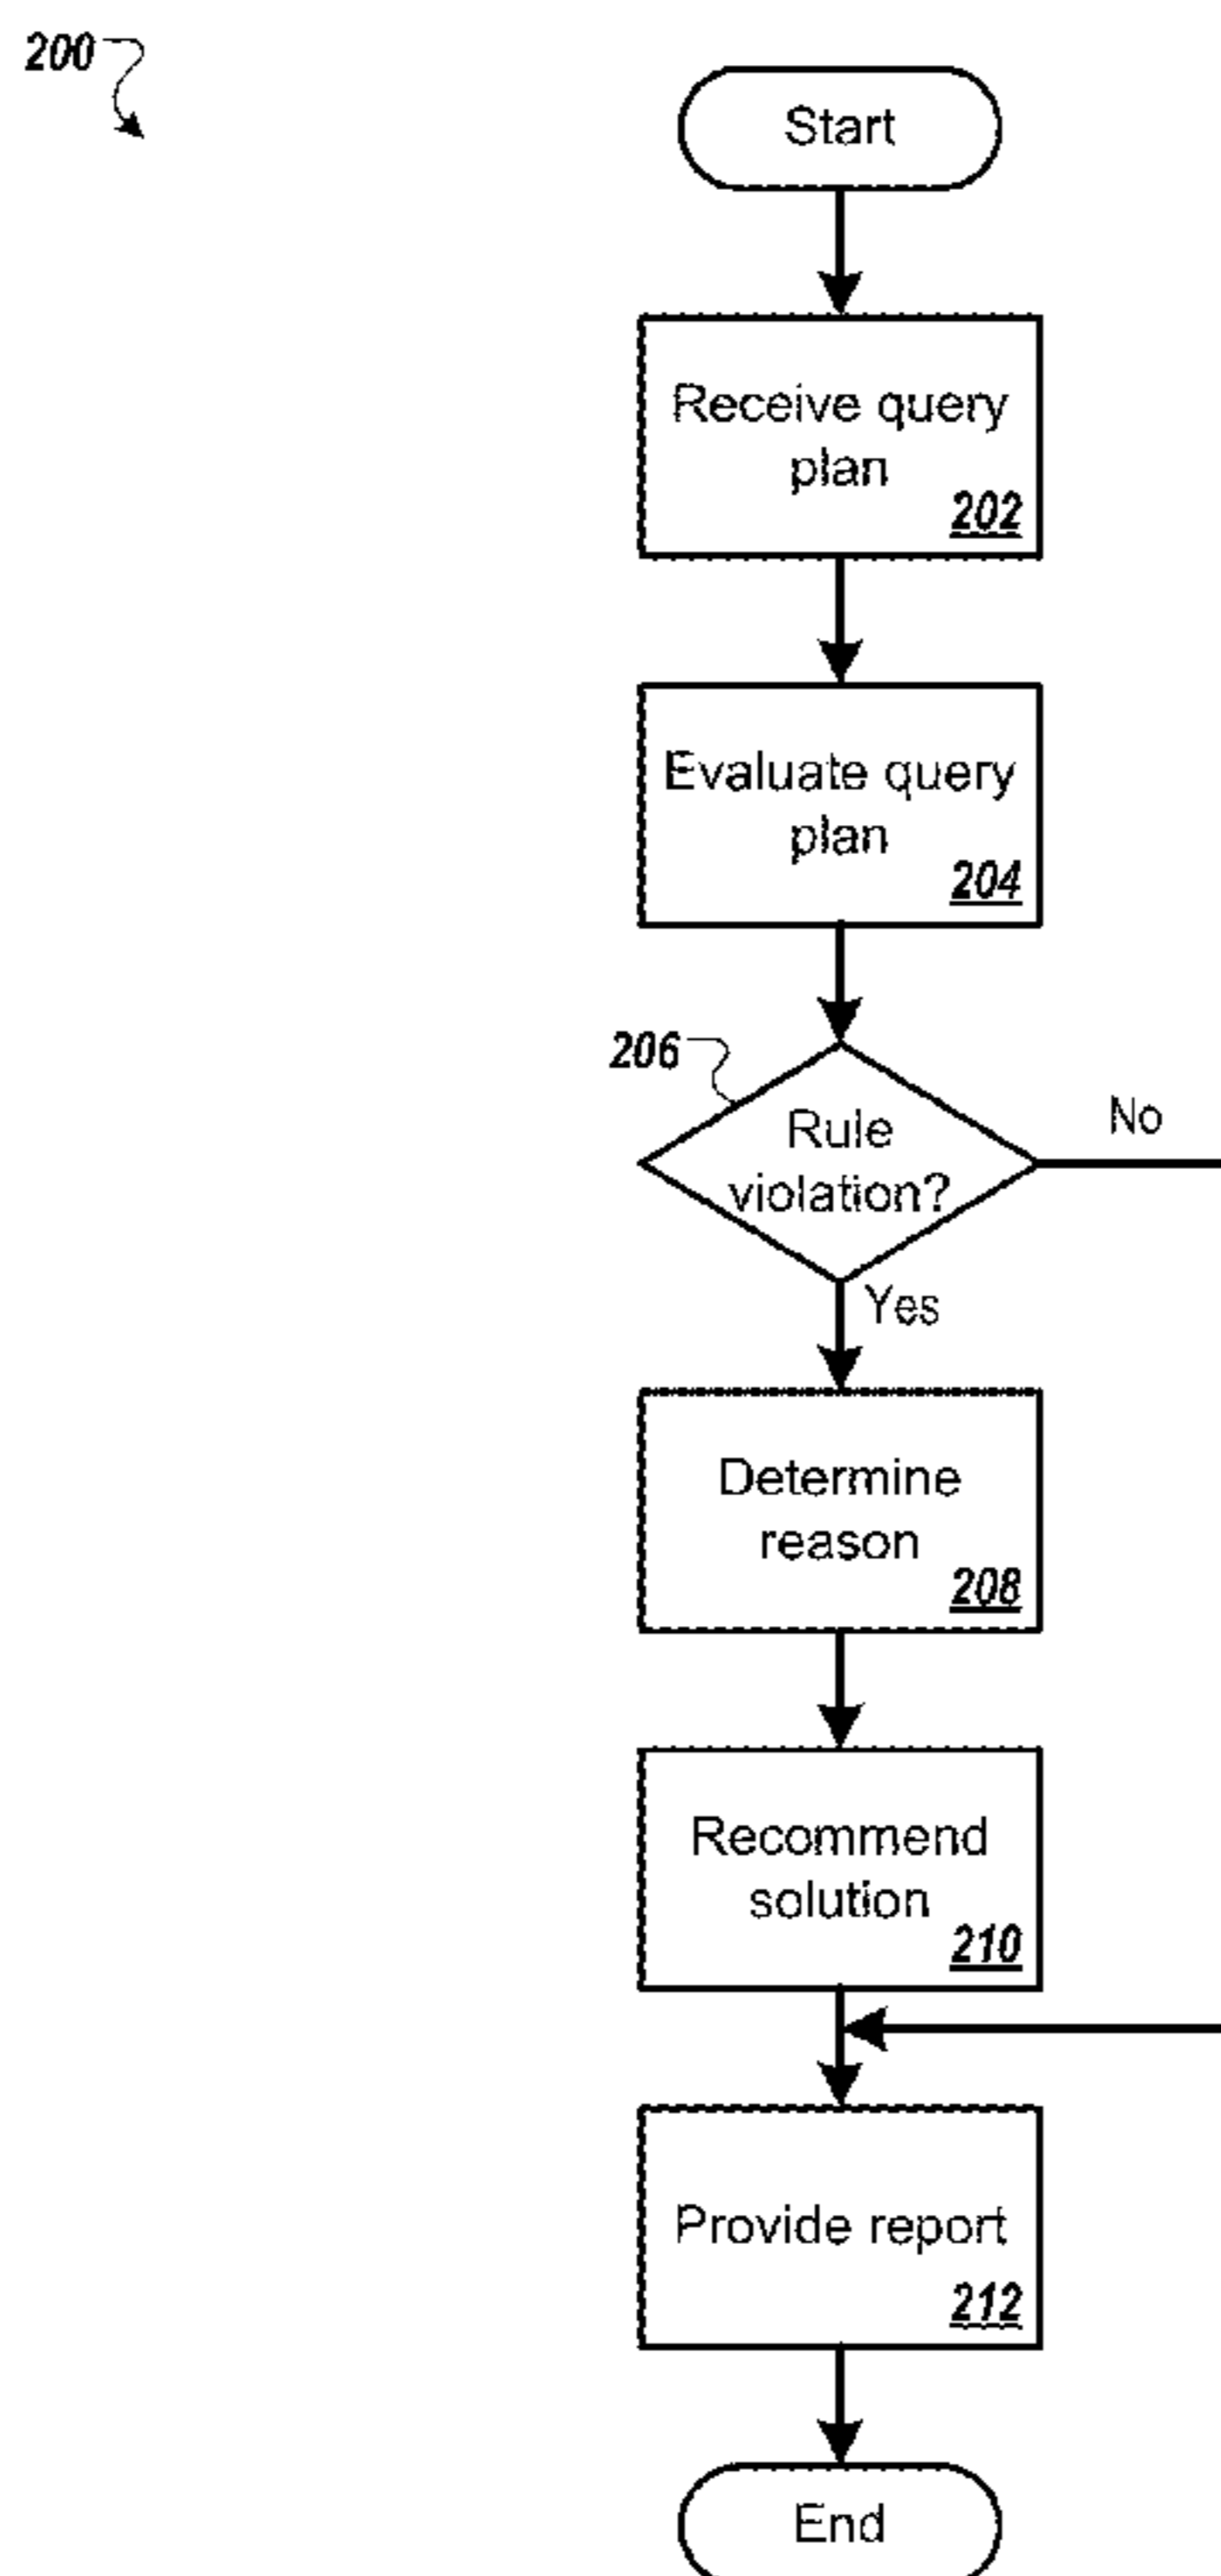 200
Start
Receive query
plan
202
Evaluate query
plan
204
206
Rule
violation?
No
Yes
Determine
reason
208
Recommend
solution
210
Provide report
212
End